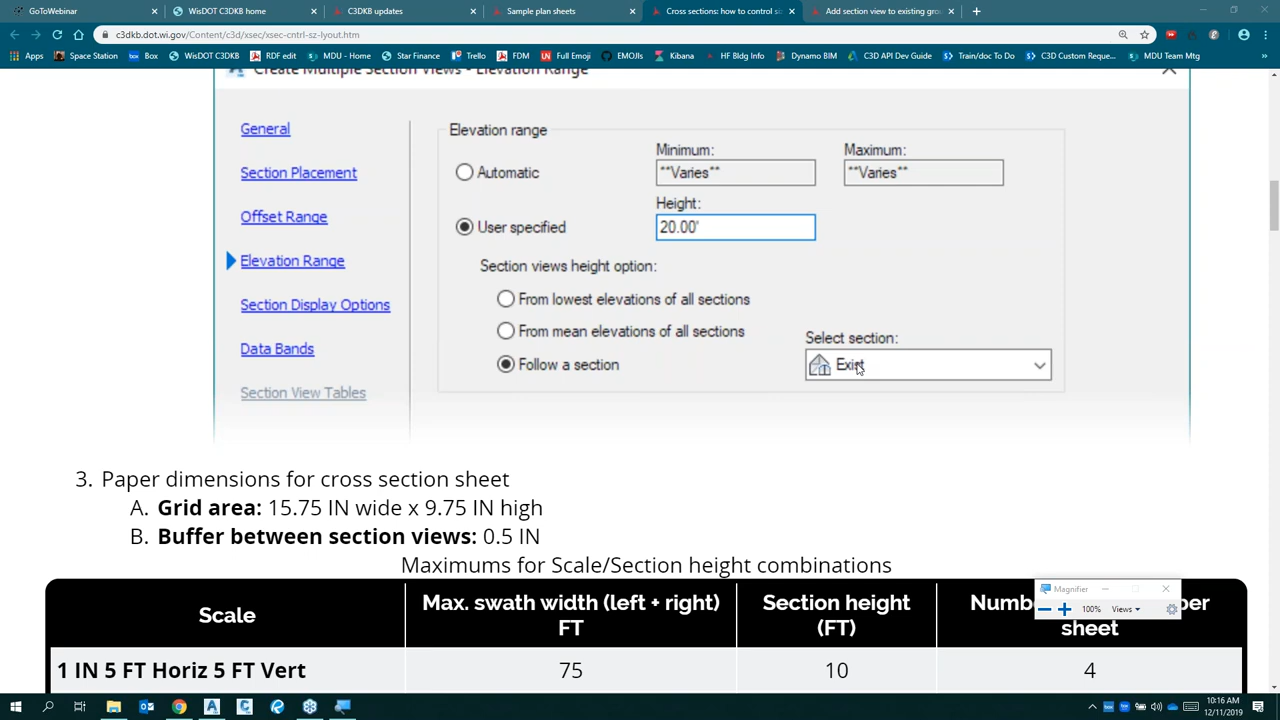 GoToWebinar
WisDOT C3DKB home
C3DKB updates
Sample plan sheets
Cross sections: how to control si
Add section to existing gro
c3dkb.dot.wi.gov/Content/c3d/xsec/xsec-cntrl-sz-lyout.htm
Apps
Space Station
Box
WisDOT C3DKB
RDF edit
MDU - Home
Star Finance
Trello
FDM
Full Emoji
EMOJIs
Kibana
HF Bldg Info
Dynamo BIM
C3D API Dev Guide
Train/doc To Do
C3D Custom Reque...
MDU Team Mtg
Create Multiple Section Views - Elevation Range
General
Section Placement
Offset Range
Elevation Range
Section Display Options
Data Bands
Section View Tables
Elevation range
Minimum:
Maximum:
Automatic
**Varies**
**Varies**
Height:
User specified
20.00'
Section views height option:
From lowest elevations of all sections
From mean elevations of all sections
Select section:
Follow a section
Exist
3. Paper dimensions for cross section sheet
A. Grid area: 15.75 IN wide x 9.75 IN high
B. Buffer between section views: 0.5 IN
Maximums for Scale/Section height combinations
Scale
Max. swath width (left + right)
FT
Section height
(FT)
per
sheet
1 IN 5 FT Horiz 5 FT Vert
75
10
4
Magnifier
100%
Views
10:16 AM
12/11/2019